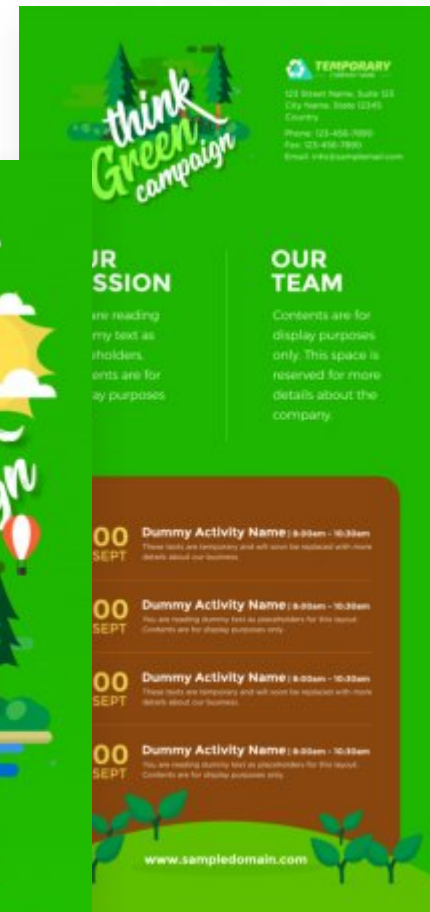 think
Green
campaign
TEMPORARY
COMPANY NAME
123 Street Name, Suite 123
City Name, State 12345
Country
Phone: 123-456-7890
Fax: 123-456-7890
Email: info@samplemail.com
UR
SSION
are reading
my text as
eholders.
ents are for
ay purposes
OUR
TEAM
Contents are for
display purposes
only. This space is
reserved for more
details about the
company.
gn
00
SEPT
Dummy Activity Name | 8:00am - 10:30am
These texts are temporary and will soon be replaced with more
details about our business.
00
SEPT
Dummy Activity Name | 8:00am - 10:30am
You are reading dummy text as placeholders for this layout.
Contents are for display purposes only.
00
SEPT
Dummy Activity Name | 8:00am - 10:30am
These texts are temporary and will soon be replaced with more
details about our business.
00
SEPT
Dummy Activity Name | 8:00am - 10:30am
You are reading dummy text as placeholders for this layout.
Contents are for display purposes only.
www.sampledomain.com